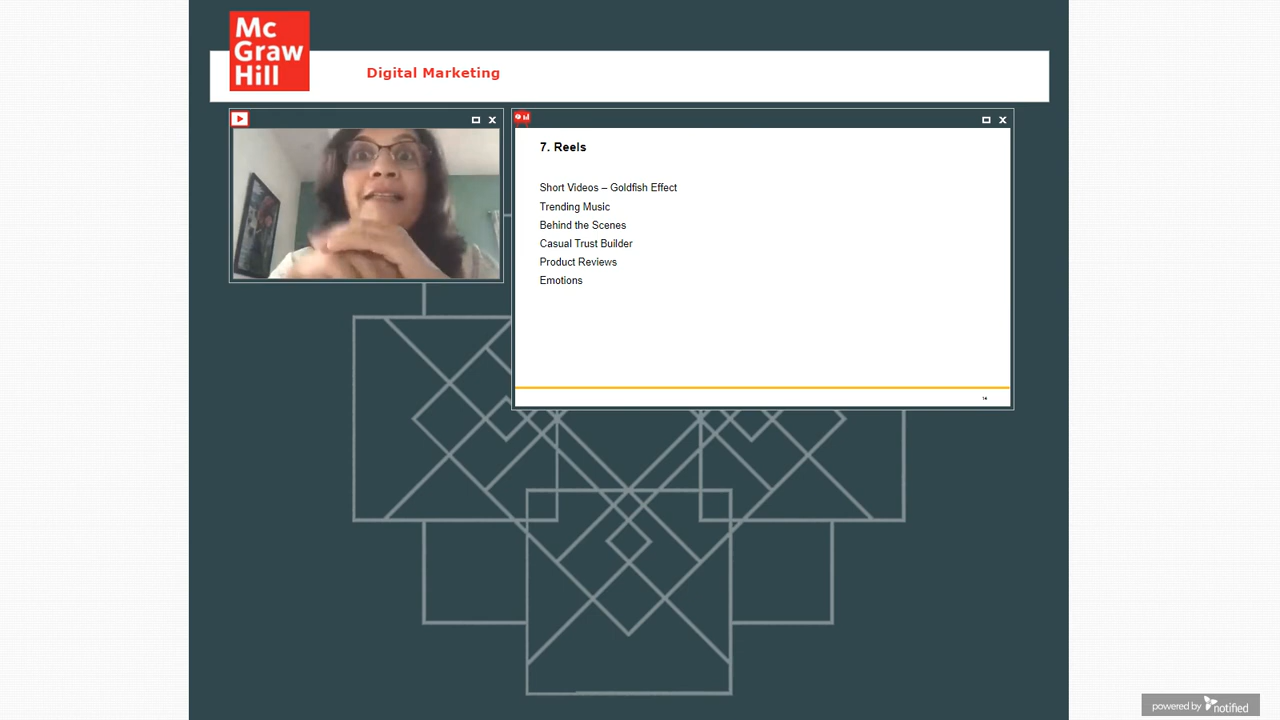 Mc
Graw
Hill
Digital Marketing
7. Reels
Short Videos – Goldfish Effect
Trending Music
Behind the Scenes
Casual Trust Builder
Product Reviews
Emotions
14
powered by notified